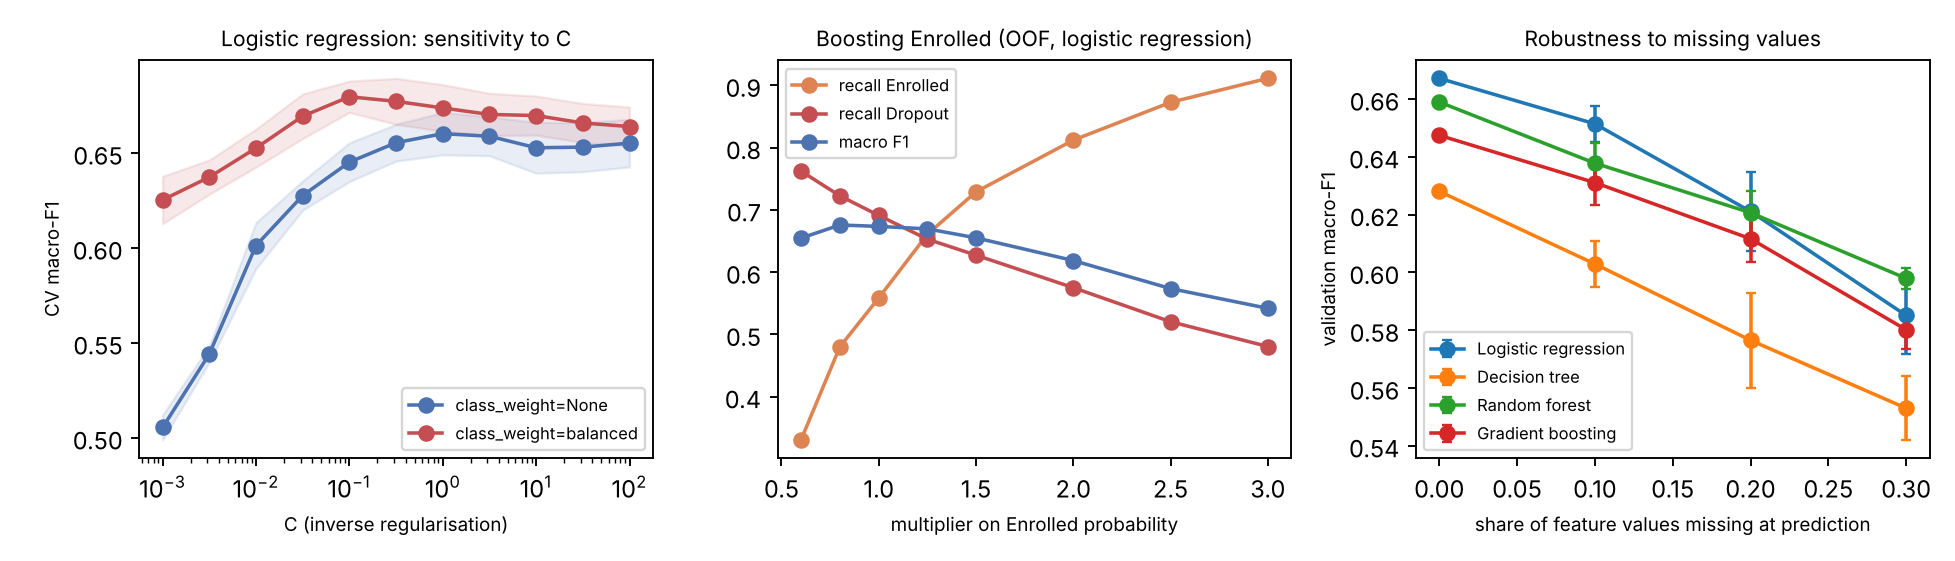 Logistic regression: sensitivity to C
CV macro-F1
0.65
0.60
0.55
0.50
class_weight=None
class_weight=balanced
10⁻³ 10⁻² 10⁻¹ 10⁰ 10¹ 10²
C (inverse regularisation)
Boosting Enrolled (OOF, logistic regression)
recall Enrolled
recall Dropout
macro F1
0.9
0.8
0.7
0.6
0.5
0.4
0.5 1.0 1.5 2.0 2.5 3.0
multiplier on Enrolled probability
Robustness to missing values
validation macro-F1
0.66
0.64
0.62
0.60
0.58
0.56
0.54
Logistic regression
Decision tree
Random forest
Gradient boosting
0.00 0.05 0.10 0.15 0.20 0.25 0.30
share of feature values missing at prediction